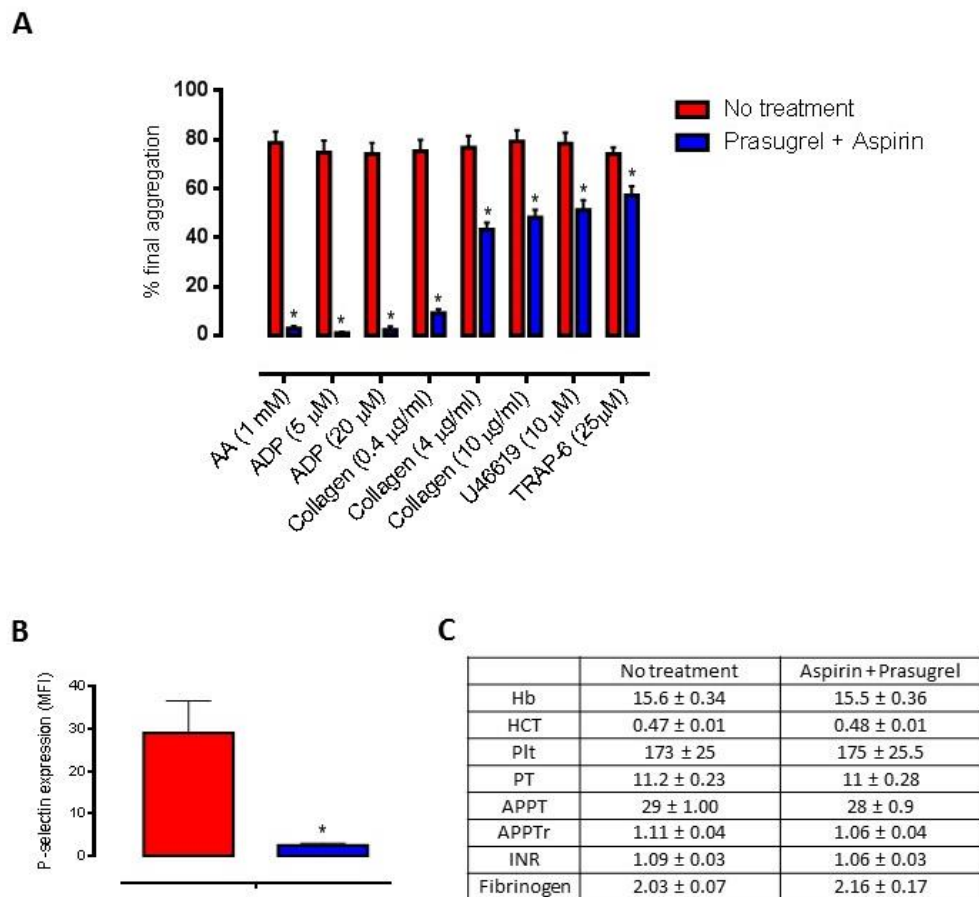 A
No treatment
Prasugrel + Aspirin
% final aggregation
100
80
60
40
20
0
* * * * * * * *
AA (1 mM)
ADP (5 μM)
ADP (20 μM)
Collagen (0.4 μg/ml)
Collagen (4 μg/ml)
Collagen (10 μg/ml)
U46619 (10 μM)
TRAP-6 (25μM)
B
P-selectin expression (MFI)
40
30
20
10
0
*
C
No treatment Aspirin + Prasugrel
Hb 15.6 ± 0.34 15.5 ± 0.36
HCT 0.47 ± 0.01 0.48 ± 0.01
Plt 173 ± 25 175 ± 25.5
PT 11.2 ± 0.23 11 ± 0.28
APPT 29 ± 1.00 28 ± 0.9
APPTr 1.11 ± 0.04 1.06 ± 0.04
INR 1.09 ± 0.03 1.06 ± 0.03
Fibrinogen 2.03 ± 0.07 2.16 ± 0.17